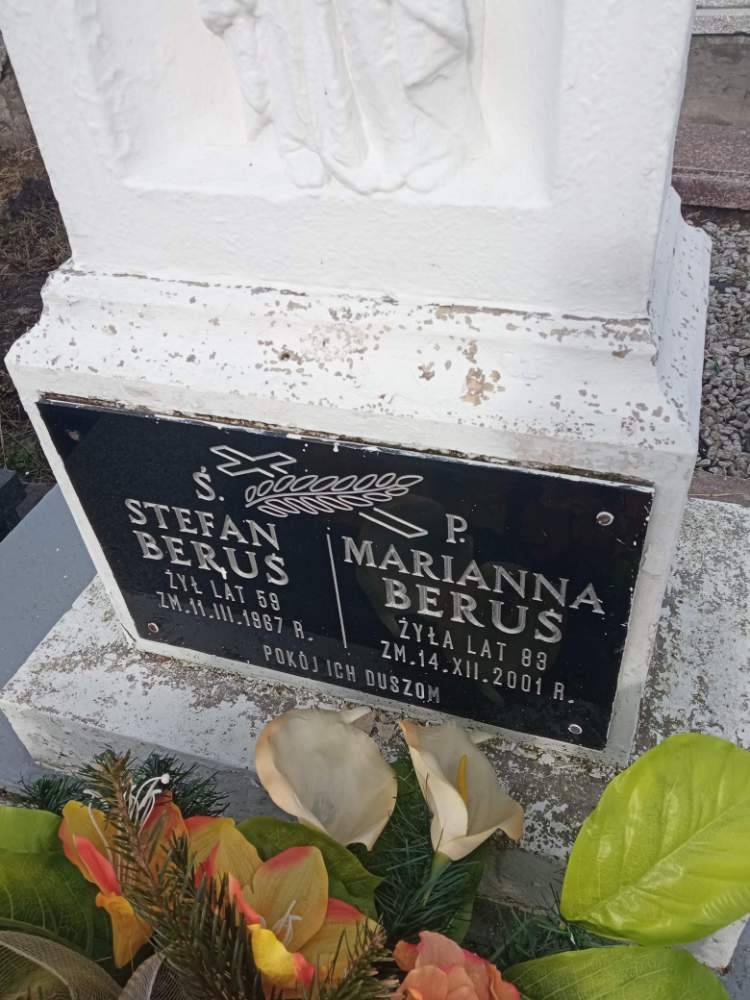 Ś. P.
STEFAN
BERUŚ
ŻYŁ LAT 59
ZM. 11.III.1967 R.
MARIANNA
BERUŚ
ŻYŁA LAT 83
ZM. 14.XII.2001 R.
POKÓJ ICH DUSZOM